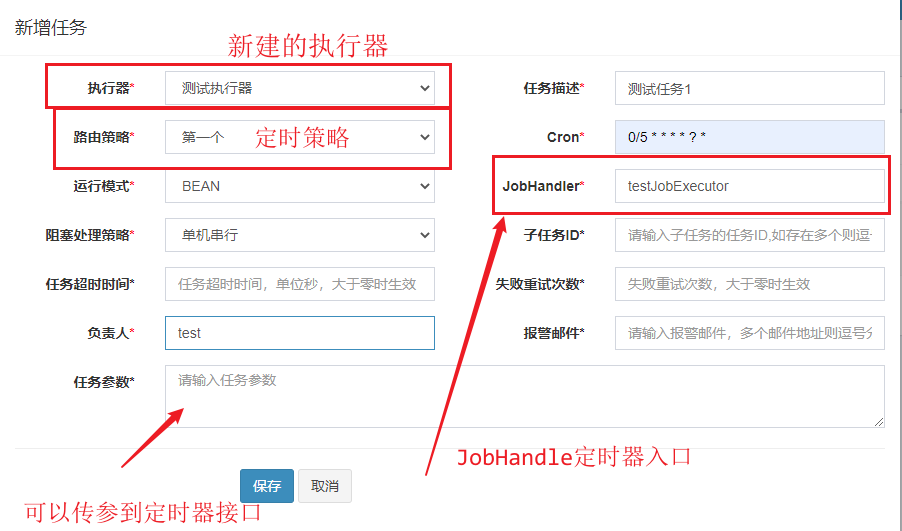 新增任务
新建的执行器
执行器* 测试执行器 任务描述* 测试任务1
路由策略* 第一个 定时策略 Cron* 0/5 * * * * ? *
运行模式* BEAN JobHandler* testJobExecutor
阻塞处理策略* 单机串行 子任务ID* 请输入子任务的任务ID,如存在多个则逗
任务超时时间* 任务超时时间，单位秒，大于零时生效 失败重试次数* 失败重试次数，大于零时生效
负责人* test 报警邮件* 请输入报警邮件，多个邮件地址则逗号
任务参数* 请输入任务参数
JobHandle定时器入口
保存 取消
可以传参到定时器接口